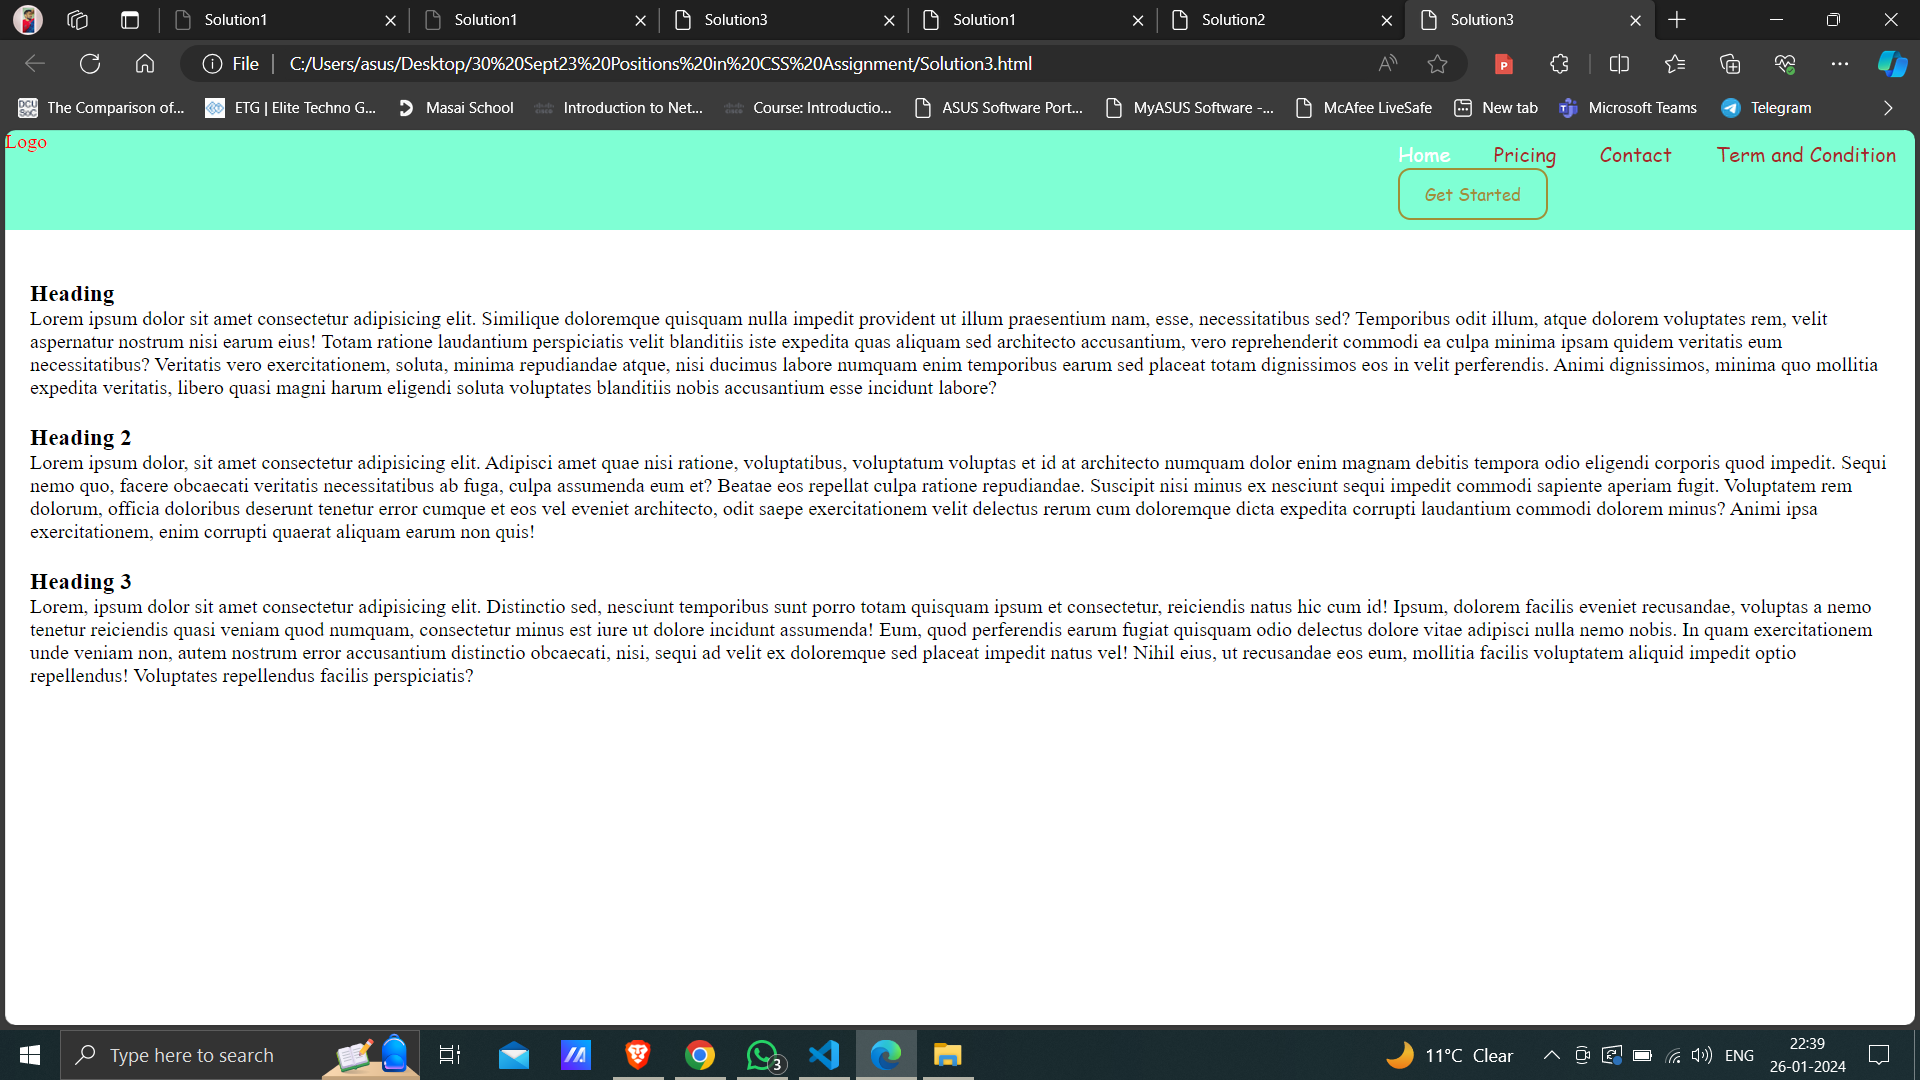 Solution1 Solution1 Solution3 Solution1 Solution2 Solution3
File C:/Users/asus/Desktop/30%20Sept23%20Positions%20in%20CSS%20Assignment/Solution3.html
The Comparison of... ETG | Elite Techno G... Masai School Introduction to Net... Course: Introductio... ASUS Software Port... MyASUS Software -... McAfee LiveSafe New tab Microsoft Teams Telegram
Logo
Home Pricing Contact Term and Condition
Get Started
Heading
Lorem ipsum dolor sit amet consectetur adipisicing elit. Similique doloremque quisquam nulla impedit provident ut illum praesentium nam, esse, necessitatibus sed? Temporibus odit illum, atque dolorem voluptates rem, velit
aspernatur nostrum nisi earum eius! Totam ratione laudantium perspiciatis velit blanditiis iste expedita quas aliquam sed architecto accusantium, vero reprehenderit commodi ea culpa minima ipsam quidem veritatis eum
necessitatibus? Veritatis vero exercitationem, soluta, minima repudiandae atque, nisi ducimus labore numquam enim temporibus earum sed placeat totam dignissimos eos in velit perferendis. Animi dignissimos, minima quo mollitia
expedita veritatis, libero quasi magni harum eligendi soluta voluptates blanditiis nobis accusantium esse incidunt labore?
Heading 2
Lorem ipsum dolor, sit amet consectetur adipisicing elit. Adipisci amet quae nisi ratione, voluptatibus, voluptatum voluptas et id at architecto numquam dolor enim magnam debitis tempora odio eligendi corporis quod impedit. Sequi
nemo quo, facere obcaecati veritatis necessitatibus ab fuga, culpa assumenda eum et? Beatae eos repellat culpa ratione repudiandae. Suscipit nisi minus ex nesciunt sequi impedit commodi sapiente aperiam fugit. Voluptatem rem
dolorum, officia doloribus deserunt tenetur error cumque et eos vel eveniet architecto, odit saepe exercitationem velit delectus rerum cum doloremque dicta expedita corrupti laudantium commodi dolorem minus? Animi ipsa
exercitationem, enim corrupti quaerat aliquam earum non quis!
Heading 3
Lorem, ipsum dolor sit amet consectetur adipisicing elit. Distinctio sed, nesciunt temporibus sunt porro totam quisquam ipsum et consectetur, reiciendis natus hic cum id! Ipsum, dolorem facilis eveniet recusandae, voluptas a nemo
tenetur reiciendis quasi veniam quod numquam, consectetur minus est iure ut dolore incidunt assumenda! Eum, quod perferendis earum fugiat quisquam odio delectus dolore vitae adipisci nulla nemo nobis. In quam exercitationem
unde veniam non, autem nostrum error accusantium distinctio obcaecati, nisi, sequi ad velit ex doloremque sed placeat impedit natus vel! Nihil eius, ut recusandae eos eum, mollitia facilis voluptatem aliquid impedit optio
repellendus! Voluptates repellendus facilis perspiciatis?
Type here to search 3 11°C Clear ENG 22:39
26-01-2024